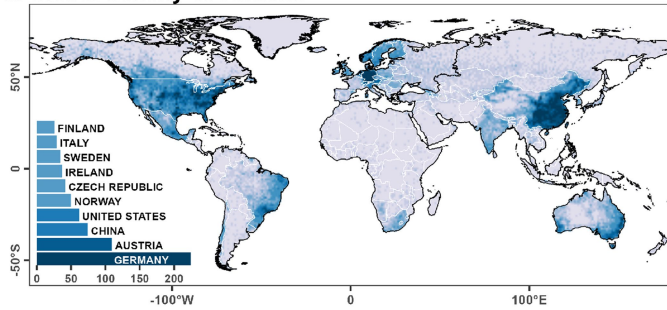 50°N
FINLAND
ITALY
SWEDEN
0
IRELAND
CZECH REPUBLIC
NORWAY
UNITED STATES
CHINA
AUSTRIA
-50°S
GERMANY
0 50 100 150 200
-100°W 0 100°E